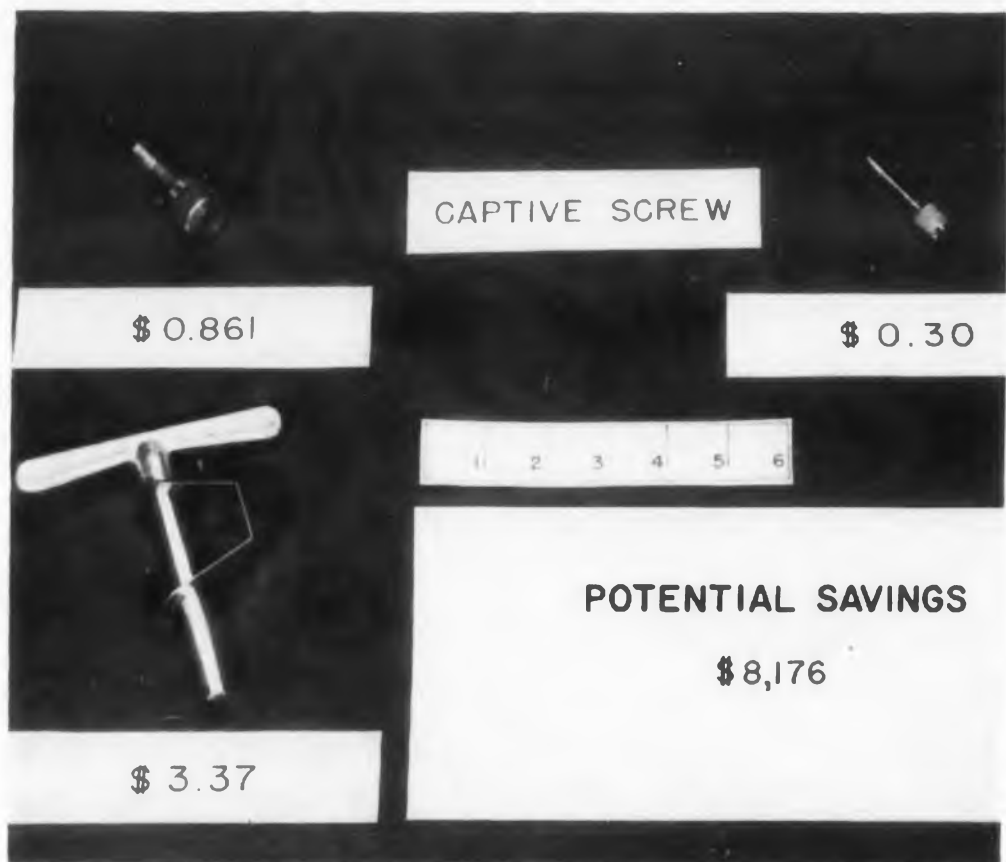 CAPTIVE SCREW
$ 0.861
$ 0.30
1 2 3 4 5 6
POTENTIAL SAVINGS
$8,176
$ 3.37